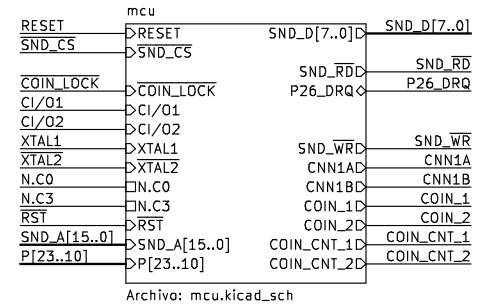 mcu
RESET
SND_CS
COIN_LOCK
CI/O1
CI/O2
XTAL1
XTAL2
N.C0
N.C3
RST
SND_A[15..0]
P[23..10]
RESET
SND_CS
COIN_LOCK
CI/O1
CI/O2
XTAL1
XTAL2
N.C0
N.C3
RST
SND_A[15..0]
P[23..10]
SND_D[7..0]
SND_RD
P26_DRQ
SND_WR
CNN1A
CNN1B
COIN_1
COIN_2
COIN_CNT_1
COIN_CNT_2
SND_D[7..0]
SND_RD
P26_DRQ
SND_WR
CNN1A
CNN1B
COIN_1
COIN_2
COIN_CNT_1
COIN_CNT_2
Archivo: mcu.kicad_sch